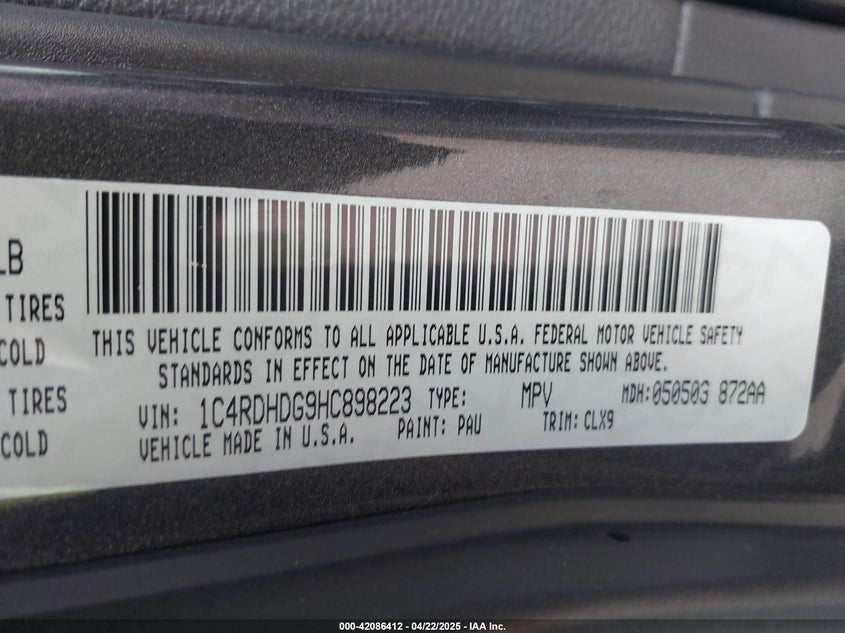 LB
TIRES
COLD
TIRES
COLD
THIS VEHICLE CONFORMS TO ALL APPLICABLE U.S.A. FEDERAL MOTOR VEHICLE SAFETY
STANDARDS IN EFFECT ON THE DATE OF MANUFACTURE SHOWN ABOVE.
VIN: 1C4RDHDG9HC898223 TYPE: MPV MDH:050503 872AA
VEHICLE MADE IN U.S.A. PAINT: PAU TRIM: CLX9
000-42086412 - 04/22/2025 - IAA Inc.